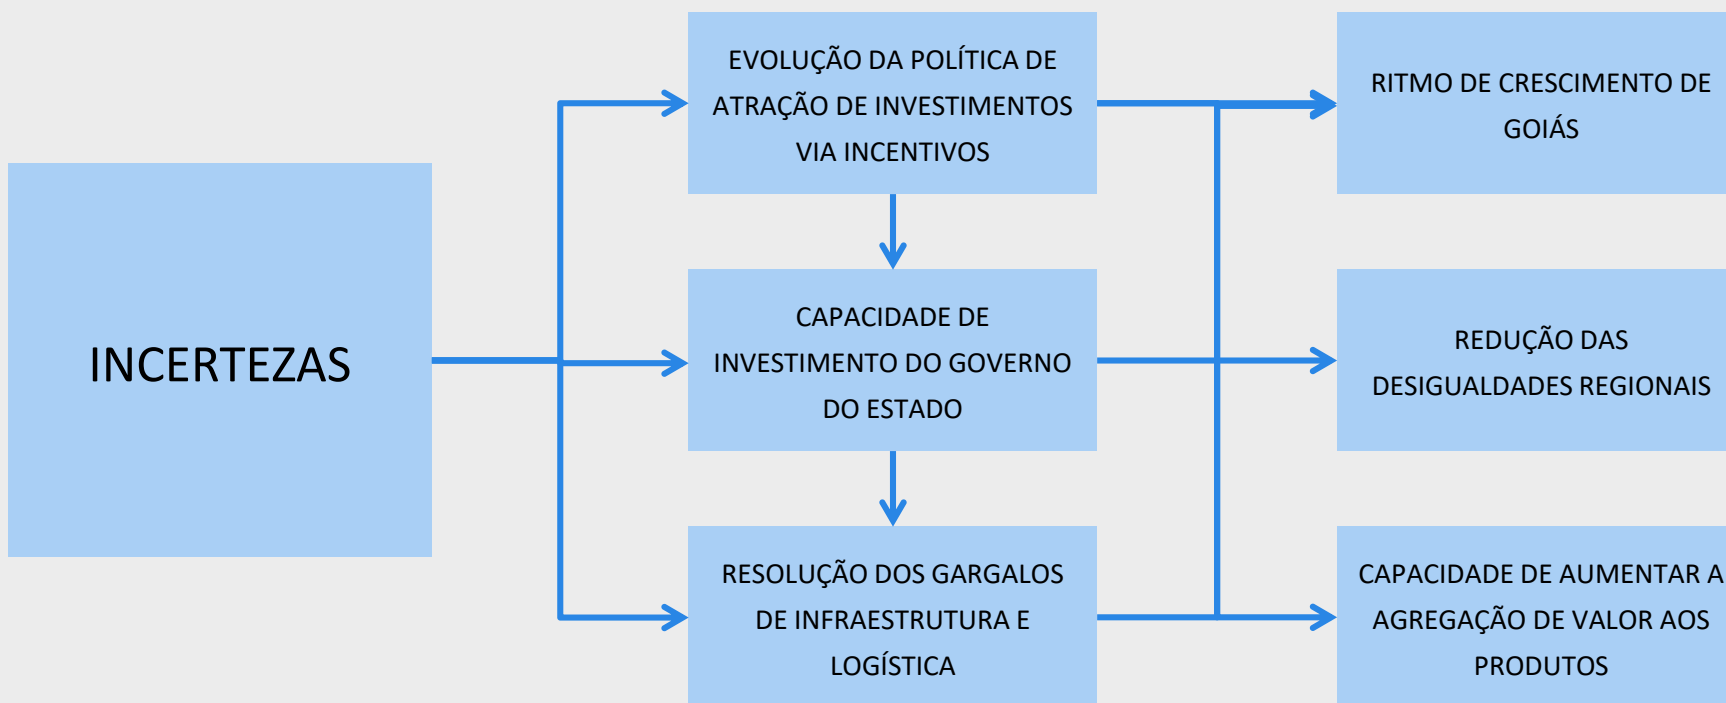 INCERTEZAS
EVOLUÇÃO DA POLÍTICA DE
ATRAÇÃO DE INVESTIMENTOS
VIA INCENTIVOS
CAPACIDADE DE
INVESTIMENTO DO GOVERNO
DO ESTADO
RESOLUÇÃO DOS GARGALOS
DE INFRAESTRUTURA E
LOGÍSTICA
RITMO DE CRESCIMENTO DE
GOIÁS
REDUÇÃO DAS
DESIGUALDADES REGIONAIS
CAPACIDADE DE AUMENTAR A
AGREGAÇÃO DE VALOR AOS
PRODUTOS